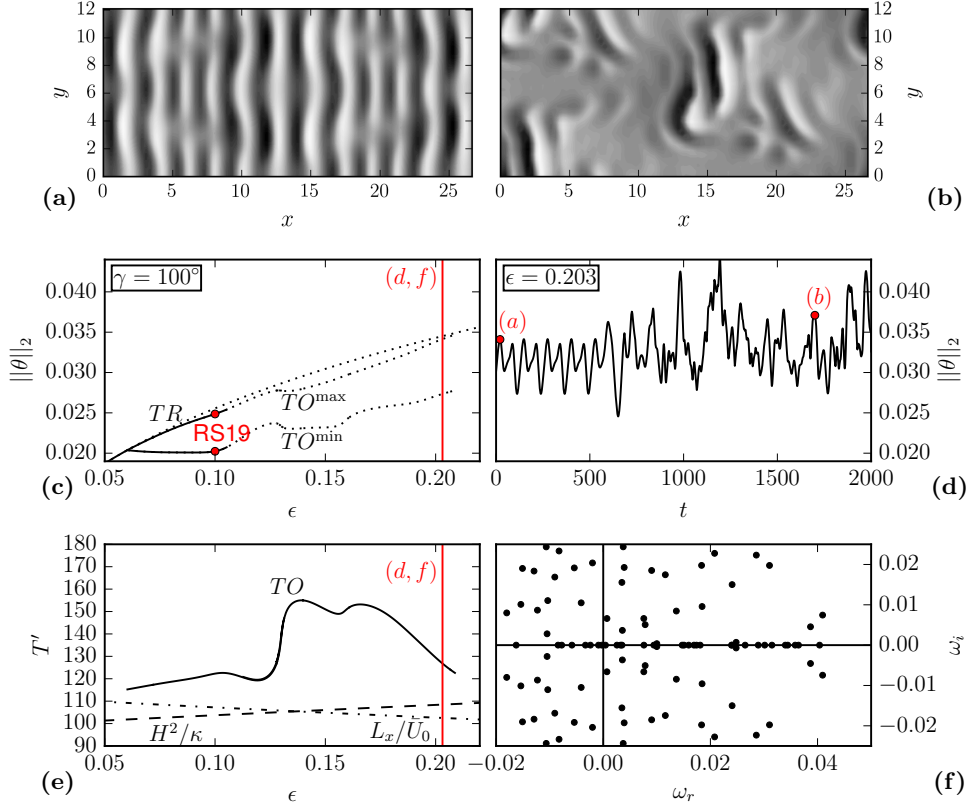 12
10
8
6
4
2
0
y
0
5
10
15
20
25
x
(a)
12
10
8
6
4
2
0
y
0
5
10
15
20
25
x
(b)
γ = 100°
(d, f)
0.040
0.035
0.030
0.025
0.020
||θ||₂
TR
RS19
TO^max
TO^min
0.05
0.10
0.15
0.20
ϵ
(c)
ϵ = 0.203
(a)
(b)
0.040
0.035
0.030
0.025
0.020
||θ||₂
0
500
1000
1500
2000
t
(d)
180
170
160
150
140
130
120
110
100
90
T′
TO
(d, f)
H²/κ
L_x/Ū₀
0.05
0.10
0.15
0.20
ϵ
(e)
0.02
0.01
0.00
−0.01
−0.02
ω_i
−0.02
0.00
0.02
0.04
ω_r
(f)